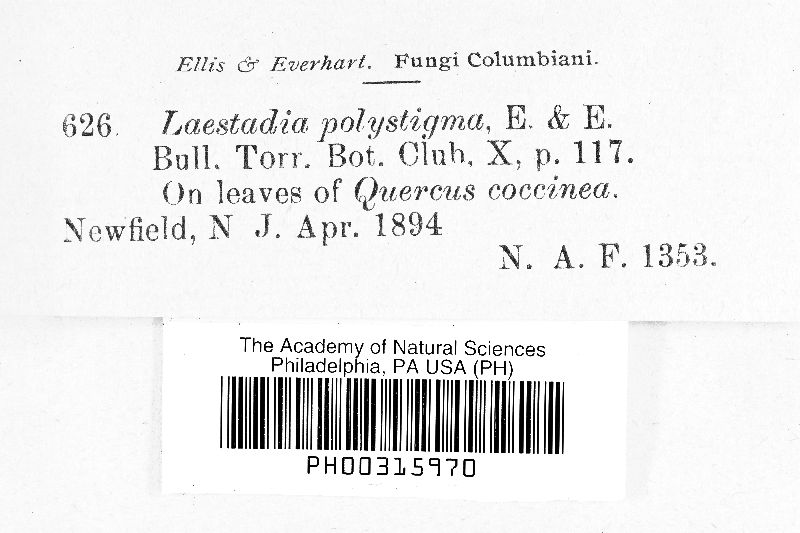 Ellis & Everhart. Fungi Columbiani.
626. Laestadia polystigma, E. & E.
Bull. Torr. Bot. Club, X, p. 117.
On leaves of Quercus coccinea.
Newfield, N J. Apr. 1894
N. A. F. 1353.
The Academy of Natural Sciences
Philadelphia, PA USA (PH)
PH00315970